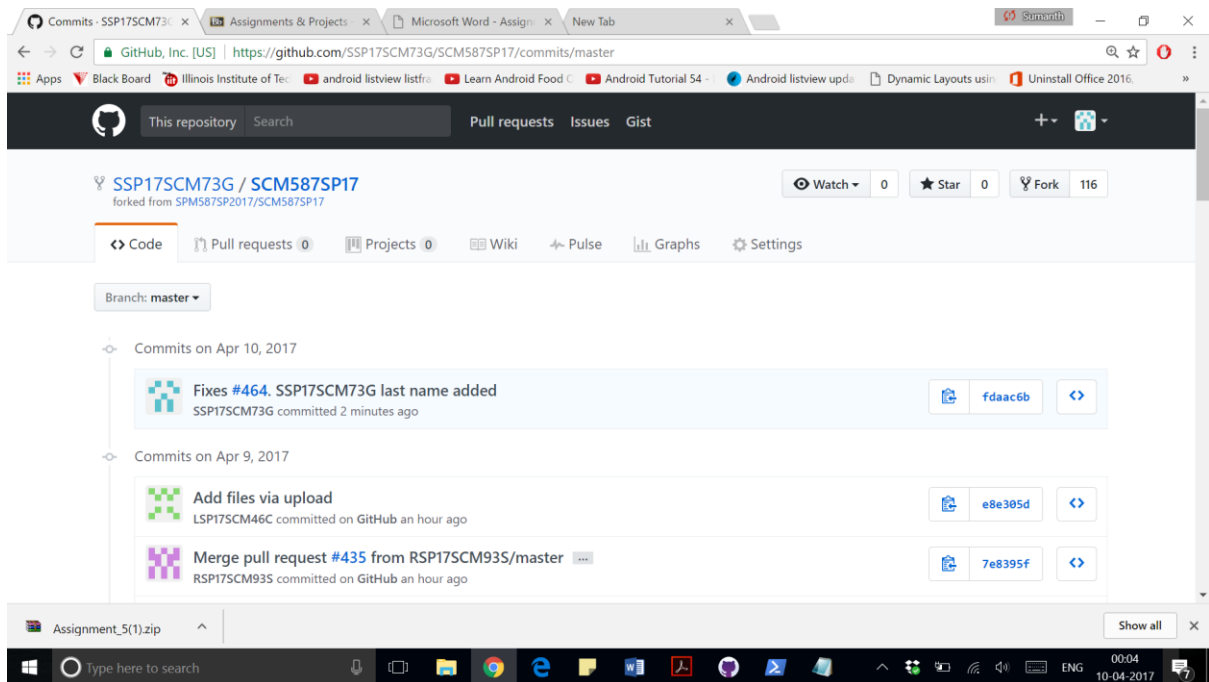 Commits · SSP17SCM73G
Assignments & Projects -
Microsoft Word - Assign
New Tab
Sumanth
GitHub, Inc. [US] | https://github.com/SSP17SCM73G/SCM587SP17/commits/master
Apps
Black Board
Illinois Institute of Tec
android listview listfra
Learn Android Food C
Android Tutorial 54 -
Android listview upda
Dynamic Layouts usin
Uninstall Office 2016,
»
This repository Search
Pull requests Issues Gist
SSP17SCM73G / SCM587SP17
forked from SPM587SP2017/SCM587SP17
Watch 0
Star 0
Fork 116
<> Code
Pull requests 0
Projects 0
Wiki
Pulse
Graphs
Settings
Branch: master
Commits on Apr 10, 2017
Fixes #464. SSP17SCM73G last name added
SSP17SCM73G committed 2 minutes ago
fdaac6b
<>
Commits on Apr 9, 2017
Add files via upload
LSP17SCM46C committed on GitHub an hour ago
e8e305d
<>
Merge pull request #435 from RSP17SCM93S/master ...
RSP17SCM93S committed on GitHub an hour ago
7e8395f
<>
Assignment_5(1).zip
Show all
Type here to search
ENG
00:04
10-04-2017